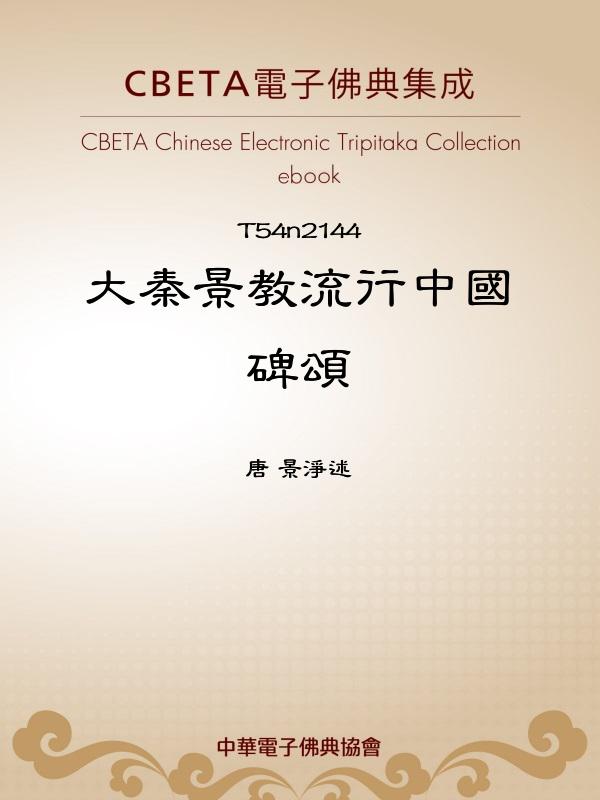 CBETA電子佛典集成
CBETA Chinese Electronic Tripitaka Collection
ebook
T54n2144
大秦景教流行中國
碑頌
唐 景淨述
中華電子佛典協會